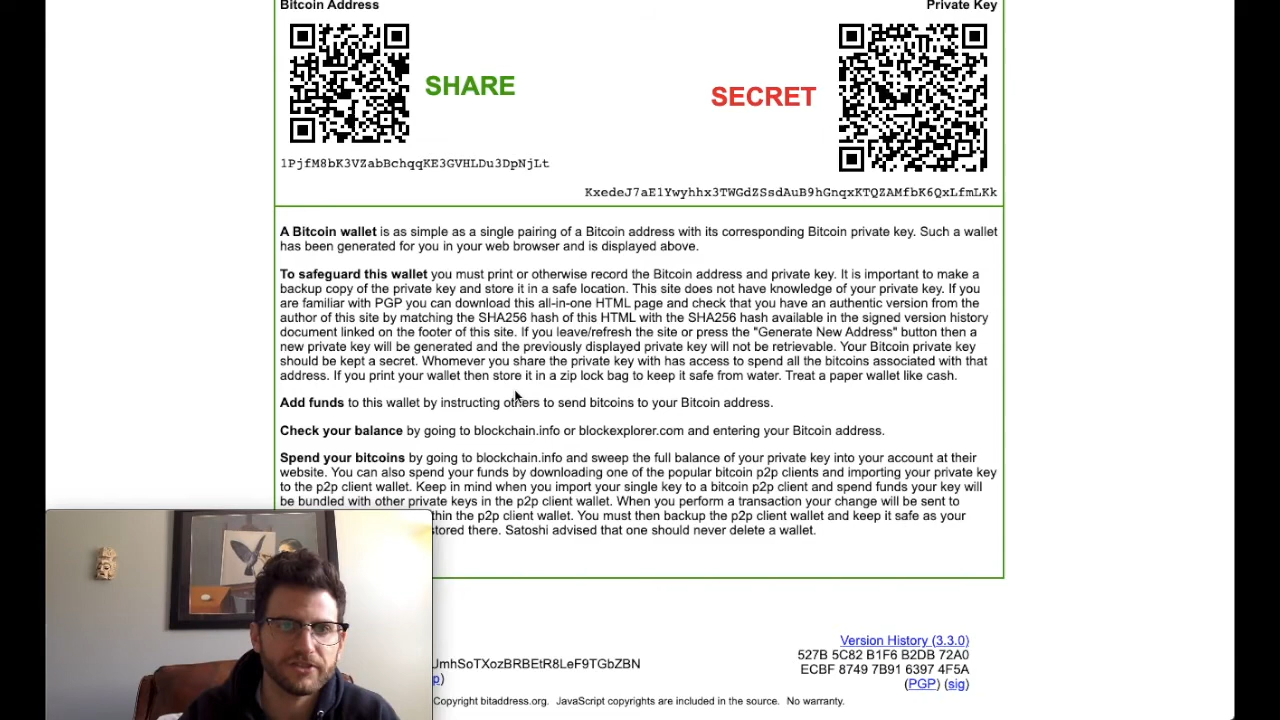 Bitcoin Address
Private Key
SHARE
SECRET
1PjfM8bK3VZabBchqqKE3GVHLDu3DpNjLt
KxedeJ7aE1Ywyhhx3TWGdZSsdAuB9hGnqxKTQZAMfbK6QxLfmLKk
A Bitcoin wallet is as simple as a single pairing of a Bitcoin address with its corresponding Bitcoin private key. Such a wallet
has been generated for you in your web browser and is displayed above.
To safeguard this wallet you must print or otherwise record the Bitcoin address and private key. It is important to make a
backup copy of the private key and store it in a safe location. This site does not have knowledge of your private key. If you
are familiar with PGP you can download this all-in-one HTML page and check that you have an authentic version from the
author of this site by matching the SHA256 hash of this HTML with the SHA256 hash available in the signed version history
document linked on the footer of this site. If you leave/refresh the site or press the "Generate New Address" button then a
new private key will be generated and the previously displayed private key will not be retrievable. Your Bitcoin private key
should be kept a secret. Whomever you share the private key with has access to spend all the bitcoins associated with that
address. If you print your wallet then store it in a zip lock bag to keep it safe from water. Treat a paper wallet like cash.
Add funds to this wallet by instructing others to send bitcoins to your Bitcoin address.
Check your balance by going to blockchain.info or blockexplorer.com and entering your Bitcoin address.
Spend your bitcoins by going to blockchain.info and sweep the full balance of your private key into your account at their
website. You can also spend your funds by downloading one of the popular bitcoin p2p clients and importing your private key
to the p2p client wallet. Keep in mind when you import your single key to a bitcoin p2p client and spend funds your key will
be bundled with other private keys in the p2p client wallet. When you perform a transaction your change will be sent to
thin the p2p client wallet. You must then backup the p2p client wallet and keep it safe as your
tored there. Satoshi advised that one should never delete a wallet.
Version History (3.3.0)
527B 5C82 B1F6 B2DB 72A0
ECBF 8749 7B91 6397 4F5A
(PGP) (sig)
UmhSoTXozBRBEtR8LeF9TGbZBN
p)
Copyright bitaddress.org. JavaScript copyrights are included in the source. No warranty.